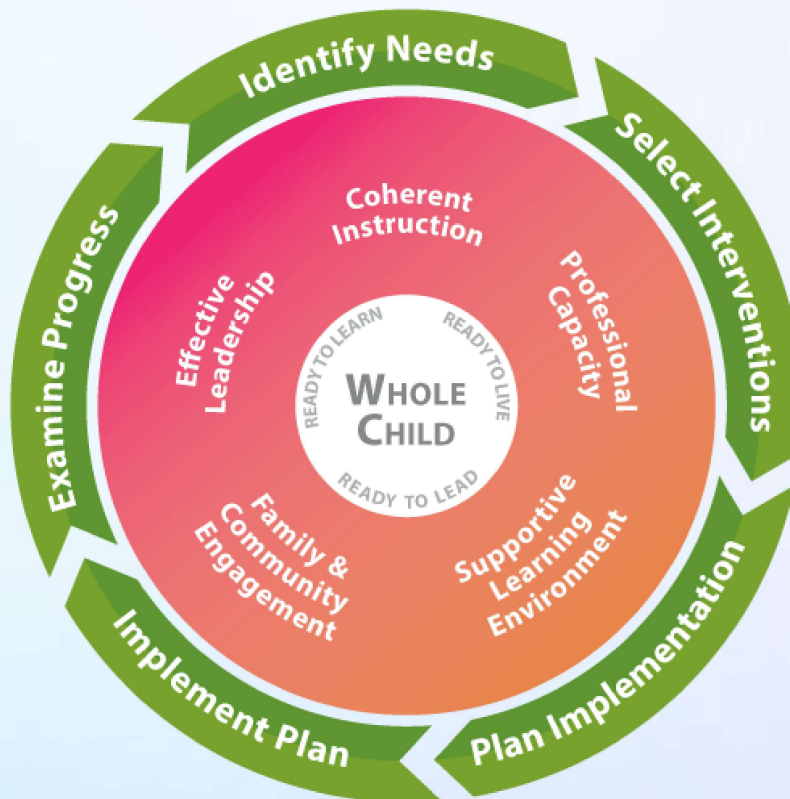 Identify Needs
Select Interventions
Plan Implementation
Implement Plan
Examine Progress
Coherent
Instruction
Professional
Capacity
Supportive
Learning
Environment
Family &
Community
Engagement
Effective
Leadership
READY TO LEARN
READY TO LIVE
READY TO LEAD
WHOLE
CHILD